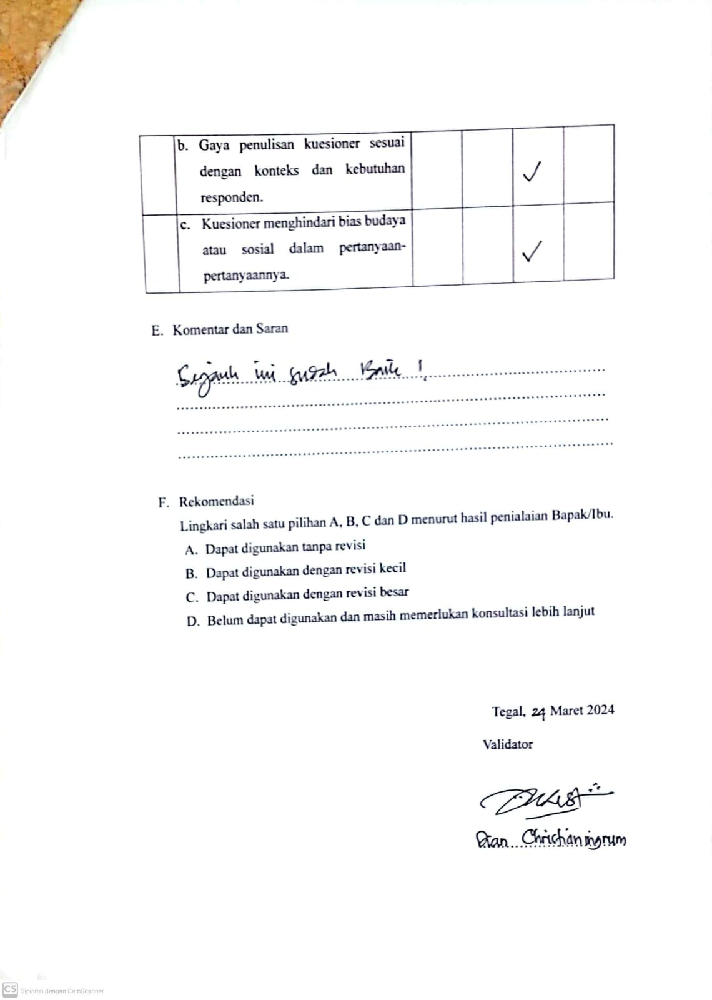 b. Gaya penulisan kuesioner sesuai
dengan konteks dan kebutuhan
responden.
✓
c. Kuesioner menghindari bias budaya
atau sosial dalam pertanyaan-
pertanyaannya.
✓
E. Komentar dan Saran
Sejauh ini sudah Baik !
F. Rekomendasi
Lingkari salah satu pilihan A, B, C dan D menurut hasil penialaian Bapak/Ibu.
A. Dapat digunakan tanpa revisi
B. Dapat digunakan dengan revisi kecil
C. Dapat digunakan dengan revisi besar
D. Belum dapat digunakan dan masih memerlukan konsultasi lebih lanjut
Tegal, 24 Maret 2024
Validator
Dian Christianingrum
CS Dipindai dengan CamScanner